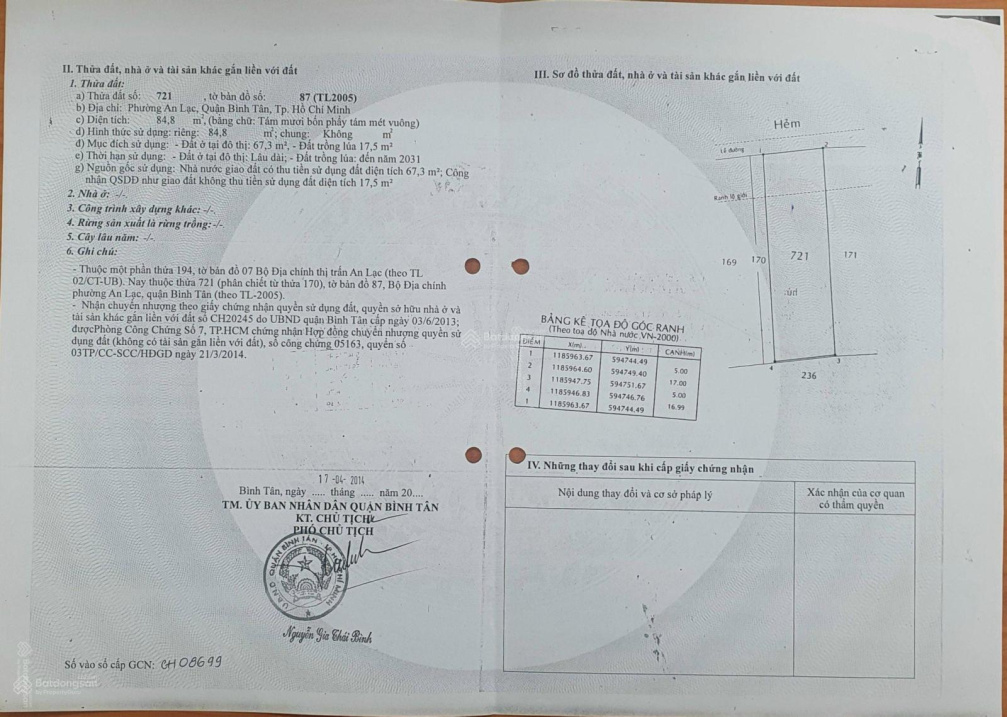 II. Thửa đất, nhà ở và tài sản khác gắn liền với đất
1. Thửa đất:
a) Thửa đất số: 721 , tờ bản đồ số: 87 (TL2005)
b) Địa chỉ: Phường An Lạc, Quận Bình Tân, Tp. Hồ Chí Minh
c) Diện tích: 84,8 m², (bằng chữ: Tám mươi bốn phẩy tám mét vuông)
d) Hình thức sử dụng: riêng: 84,8 m²; chung: Không m²
đ) Mục đích sử dụng: - Đất ở tại đô thị: 67,3 m², - Đất trồng lúa 17,5 m²
e) Thời hạn sử dụng: - Đất ở tại đô thị: Lâu dài; - Đất trồng lúa: đến năm 2031
g) Nguồn gốc sử dụng: Nhà nước giao đất có thu tiền sử dụng đất diện tích 67,3 m²; Công
nhận QSDĐ như giao đất không thu tiền sử dụng đất diện tích 17,5 m²
2. Nhà ở: -/-
3. Công trình xây dựng khác: -/-.
4. Rừng sản xuất là rừng trồng: -/-
5. Cây lâu năm: -/-
6. Ghi chú:
- Thuộc một phần thửa 194, tờ bản đồ 07 Bộ Địa chính thị trấn An Lạc (theo TL
02/CT-UB). Nay thuộc thửa 721 (phân chiết từ thửa 170), tờ bản đồ 87, Bộ Địa chính
phường An Lạc, quận Bình Tân (theo TL-2005).
- Nhận chuyển nhượng theo giấy chứng nhận quyền sử dụng đất, quyền sở hữu nhà ở và
tài sản khác gắn liền với đất số CH20245 do UBND quận Bình Tân cấp ngày 03/6/2013;
đượcPhòng Công Chứng Số 7, TP.HCM chứng nhận Hợp động chuyển nhượng quyền sử
dụng đất (không có tài sản gắn liền với đất), số công chứng 05163, quyển số
03TP/CC-SCC/HĐGD ngày 21/3/2014.
17-04- 2014
Bình Tân, ngày ..... tháng ..... năm 20....
TM. ỦY BAN NHÂN DÂN QUẬN BÌNH TÂN
KT. CHỦ TỊCH
PHÓ CHỦ TỊCH
U.B.N.D QUẬN BÌNH TÂN - T.P HỒ CHÍ MINH
Nguyễn Gia Thái Bình
Số vào sổ cấp GCN: CH08699
Batdongsan
III. Sơ đồ thửa đất, nhà ở và tài sản khác gắn liền với đất
Hẻm
Lề đường
1
2
Ranh lộ giới
169
170
721
171
4
3
236
BẢNG KÊ TỌA ĐỘ GÓC RANH
(Theo tọa độ Nhà nước VN-2000)
ĐIỂM X(m) Y(m) CẠNH(m)
1 1185963.67 594744.49
5.00
2 1185964.60 594749.40
17.00
3 1185947.75 594751.67
5.00
4 1185946.83 594746.76
16.99
1 1185963.67 594744.49
IV. Những thay đổi sau khi cấp giấy chứng nhận
Nội dung thay đổi và cơ sở pháp lý
Xác nhận của cơ quan
có thẩm quyền